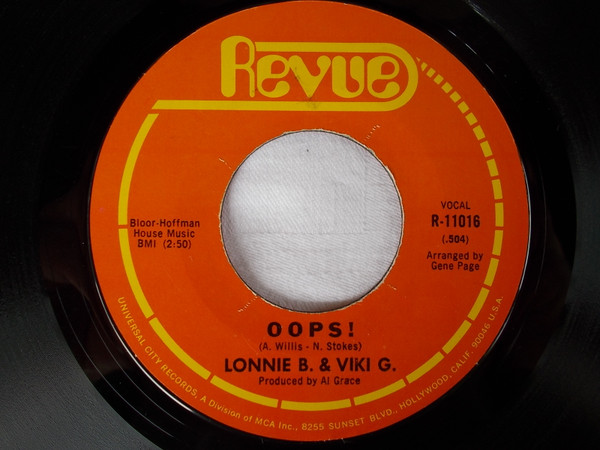 Revue
VOCAL
R-11016
(.504)
Arranged by
Gene Page
Bloor-Hoffman
House Music
BMI (2:50)
OOPS!
(A. Willis - N. Stokes)
LONNIE B. & VIKI G.
Produced by Al Grace
UNIVERSAL CITY RECORDS, A Division of MCA Inc., 8255 SUNSET BLVD., HOLLYWOOD, CALIF. 90046 U.S.A.